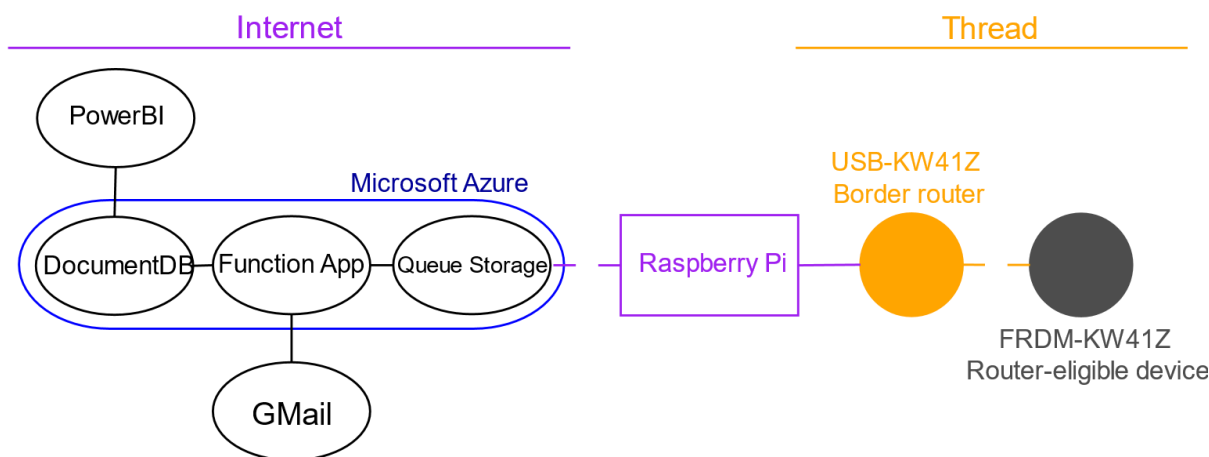 Internet
Thread
PowerBI
Microsoft Azure
USB-KW41Z
Border router
DocumentDB
Function App
Queue Storage
Raspberry Pi
FRDM-KW41Z
Router-eligible device
GMail